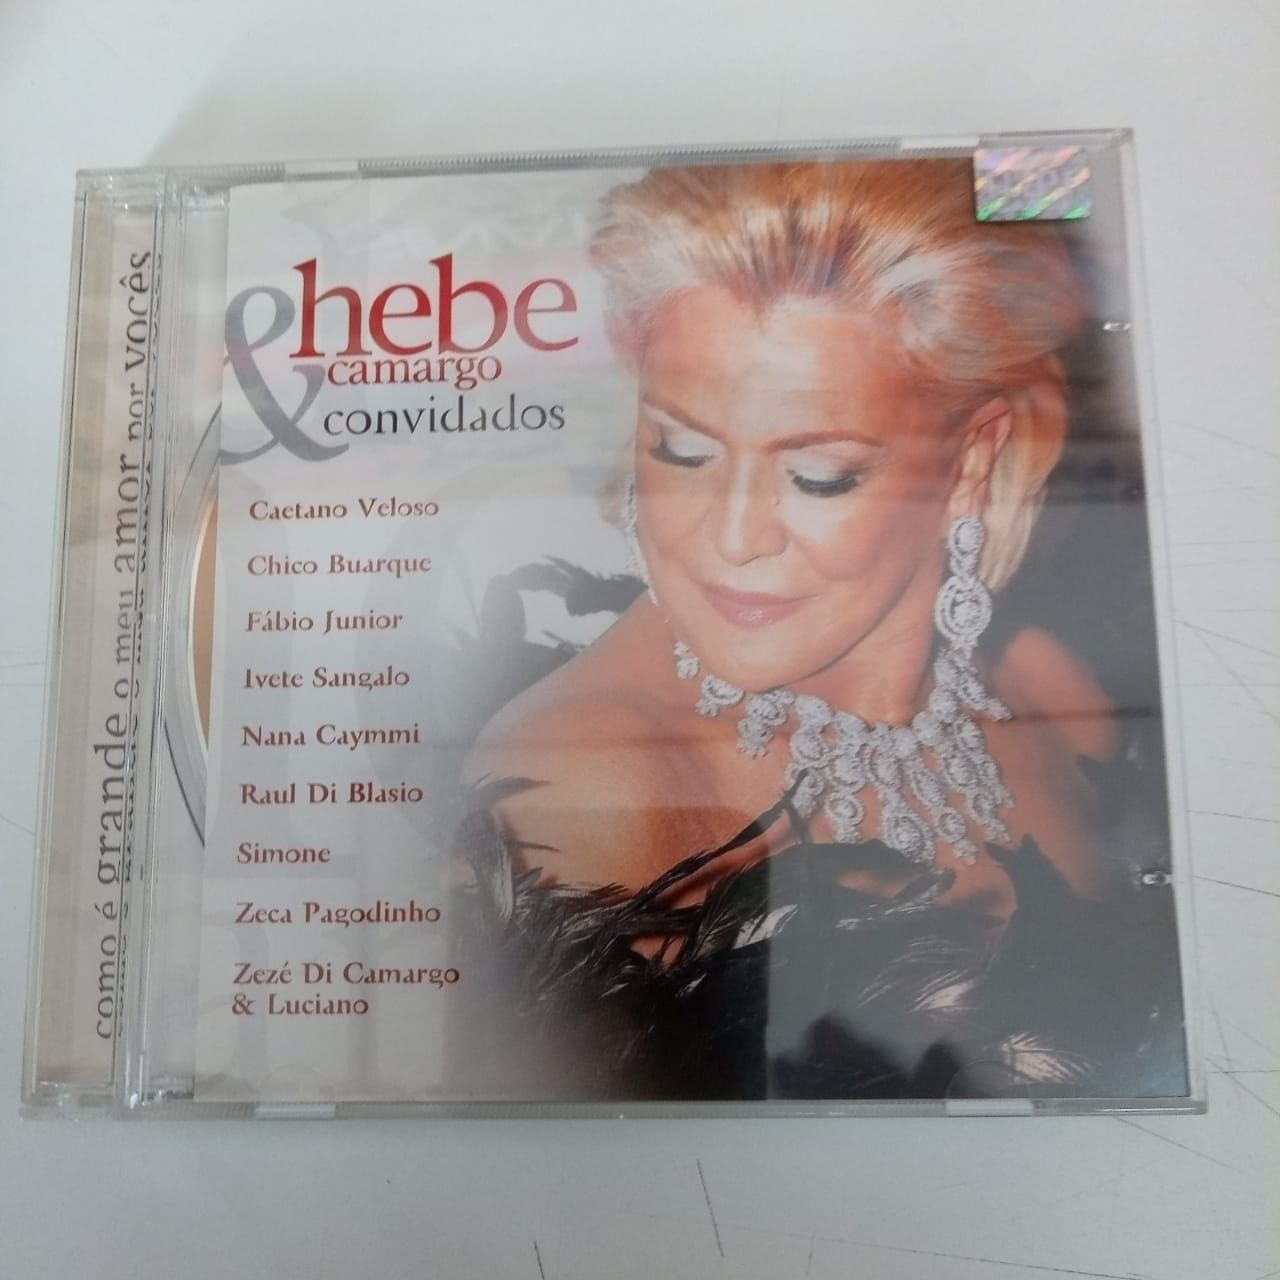 hebe
camargo
& convidados
Caetano Veloso
Chico Buarque
Fábio Junior
Ivete Sangalo
Nana Caymmi
Raul Di Blasio
Simone
Zeca Pagodinho
Zezé Di Camargo
& Luciano
como é grande o meu amor por vocês